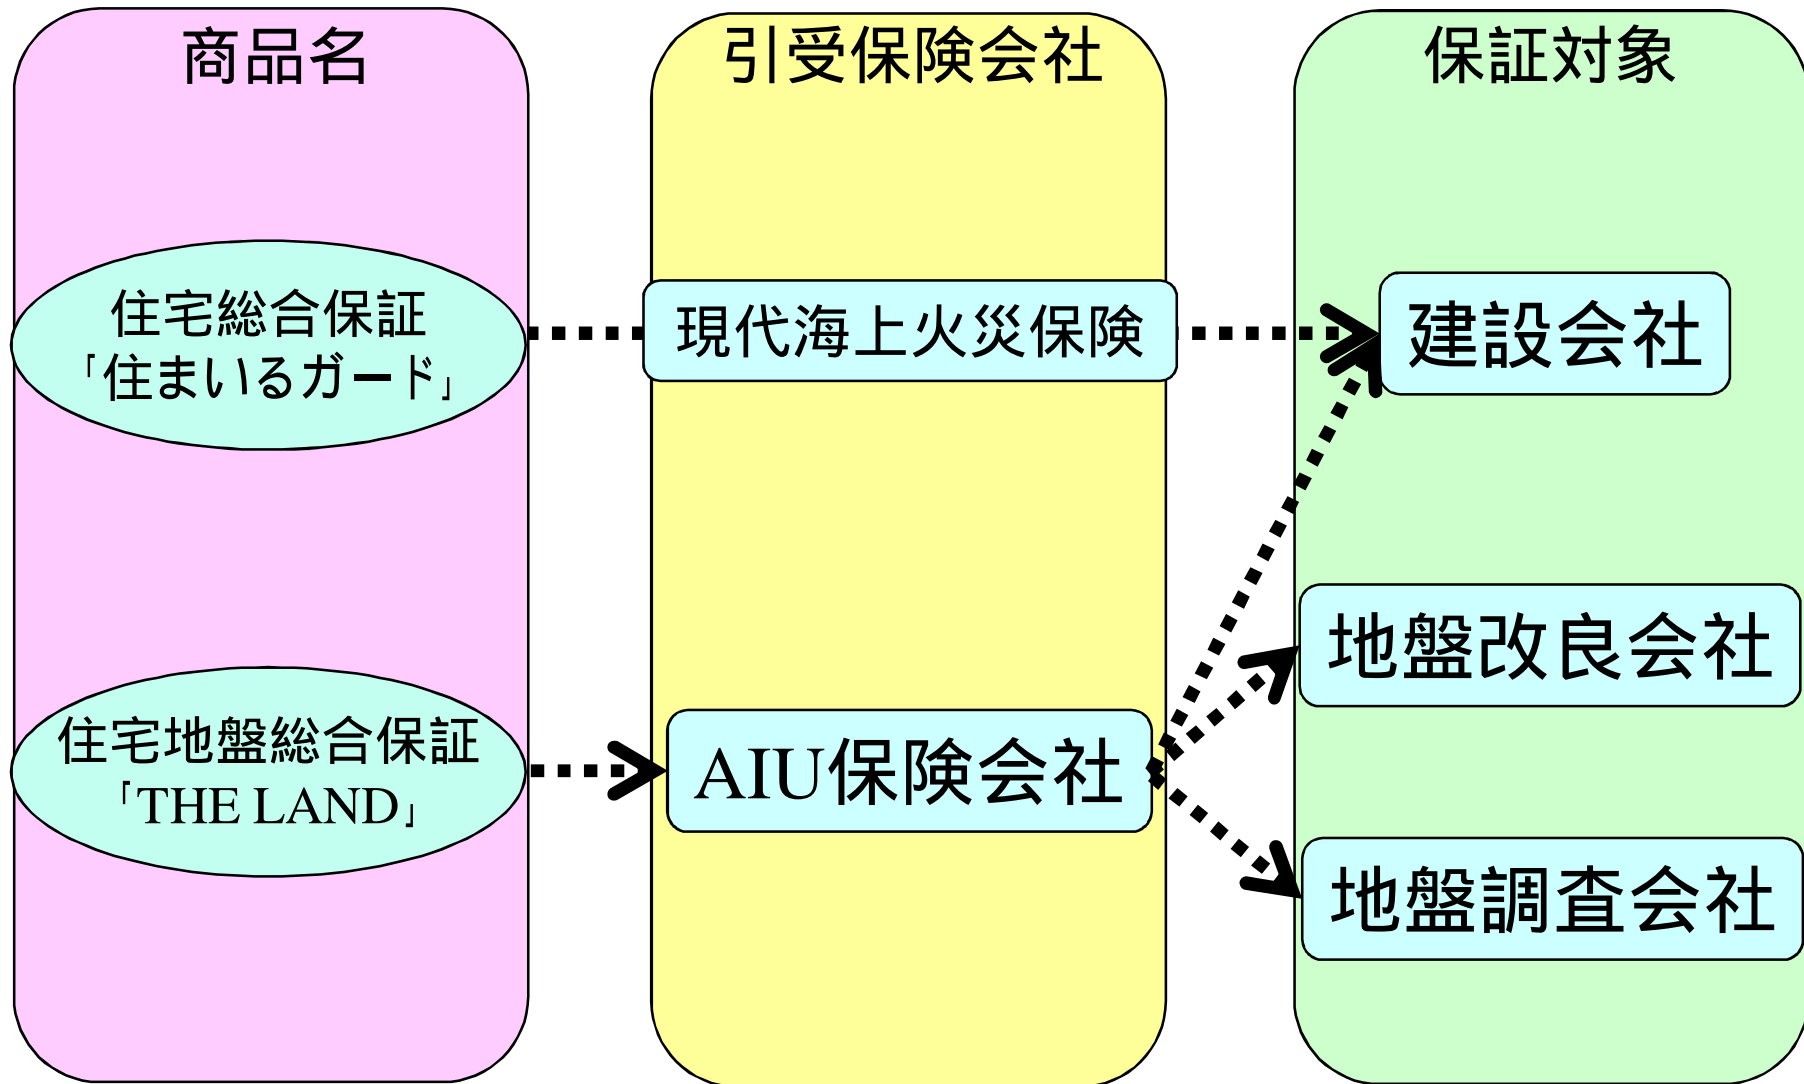 商品名
引受保険会社
保証対象
住宅総合保証
「住まいるガード」
現代海上火災保険
建設会社
地盤改良会社
住宅地盤総合保証
「THE LAND」
AIU保険会社
地盤調査会社